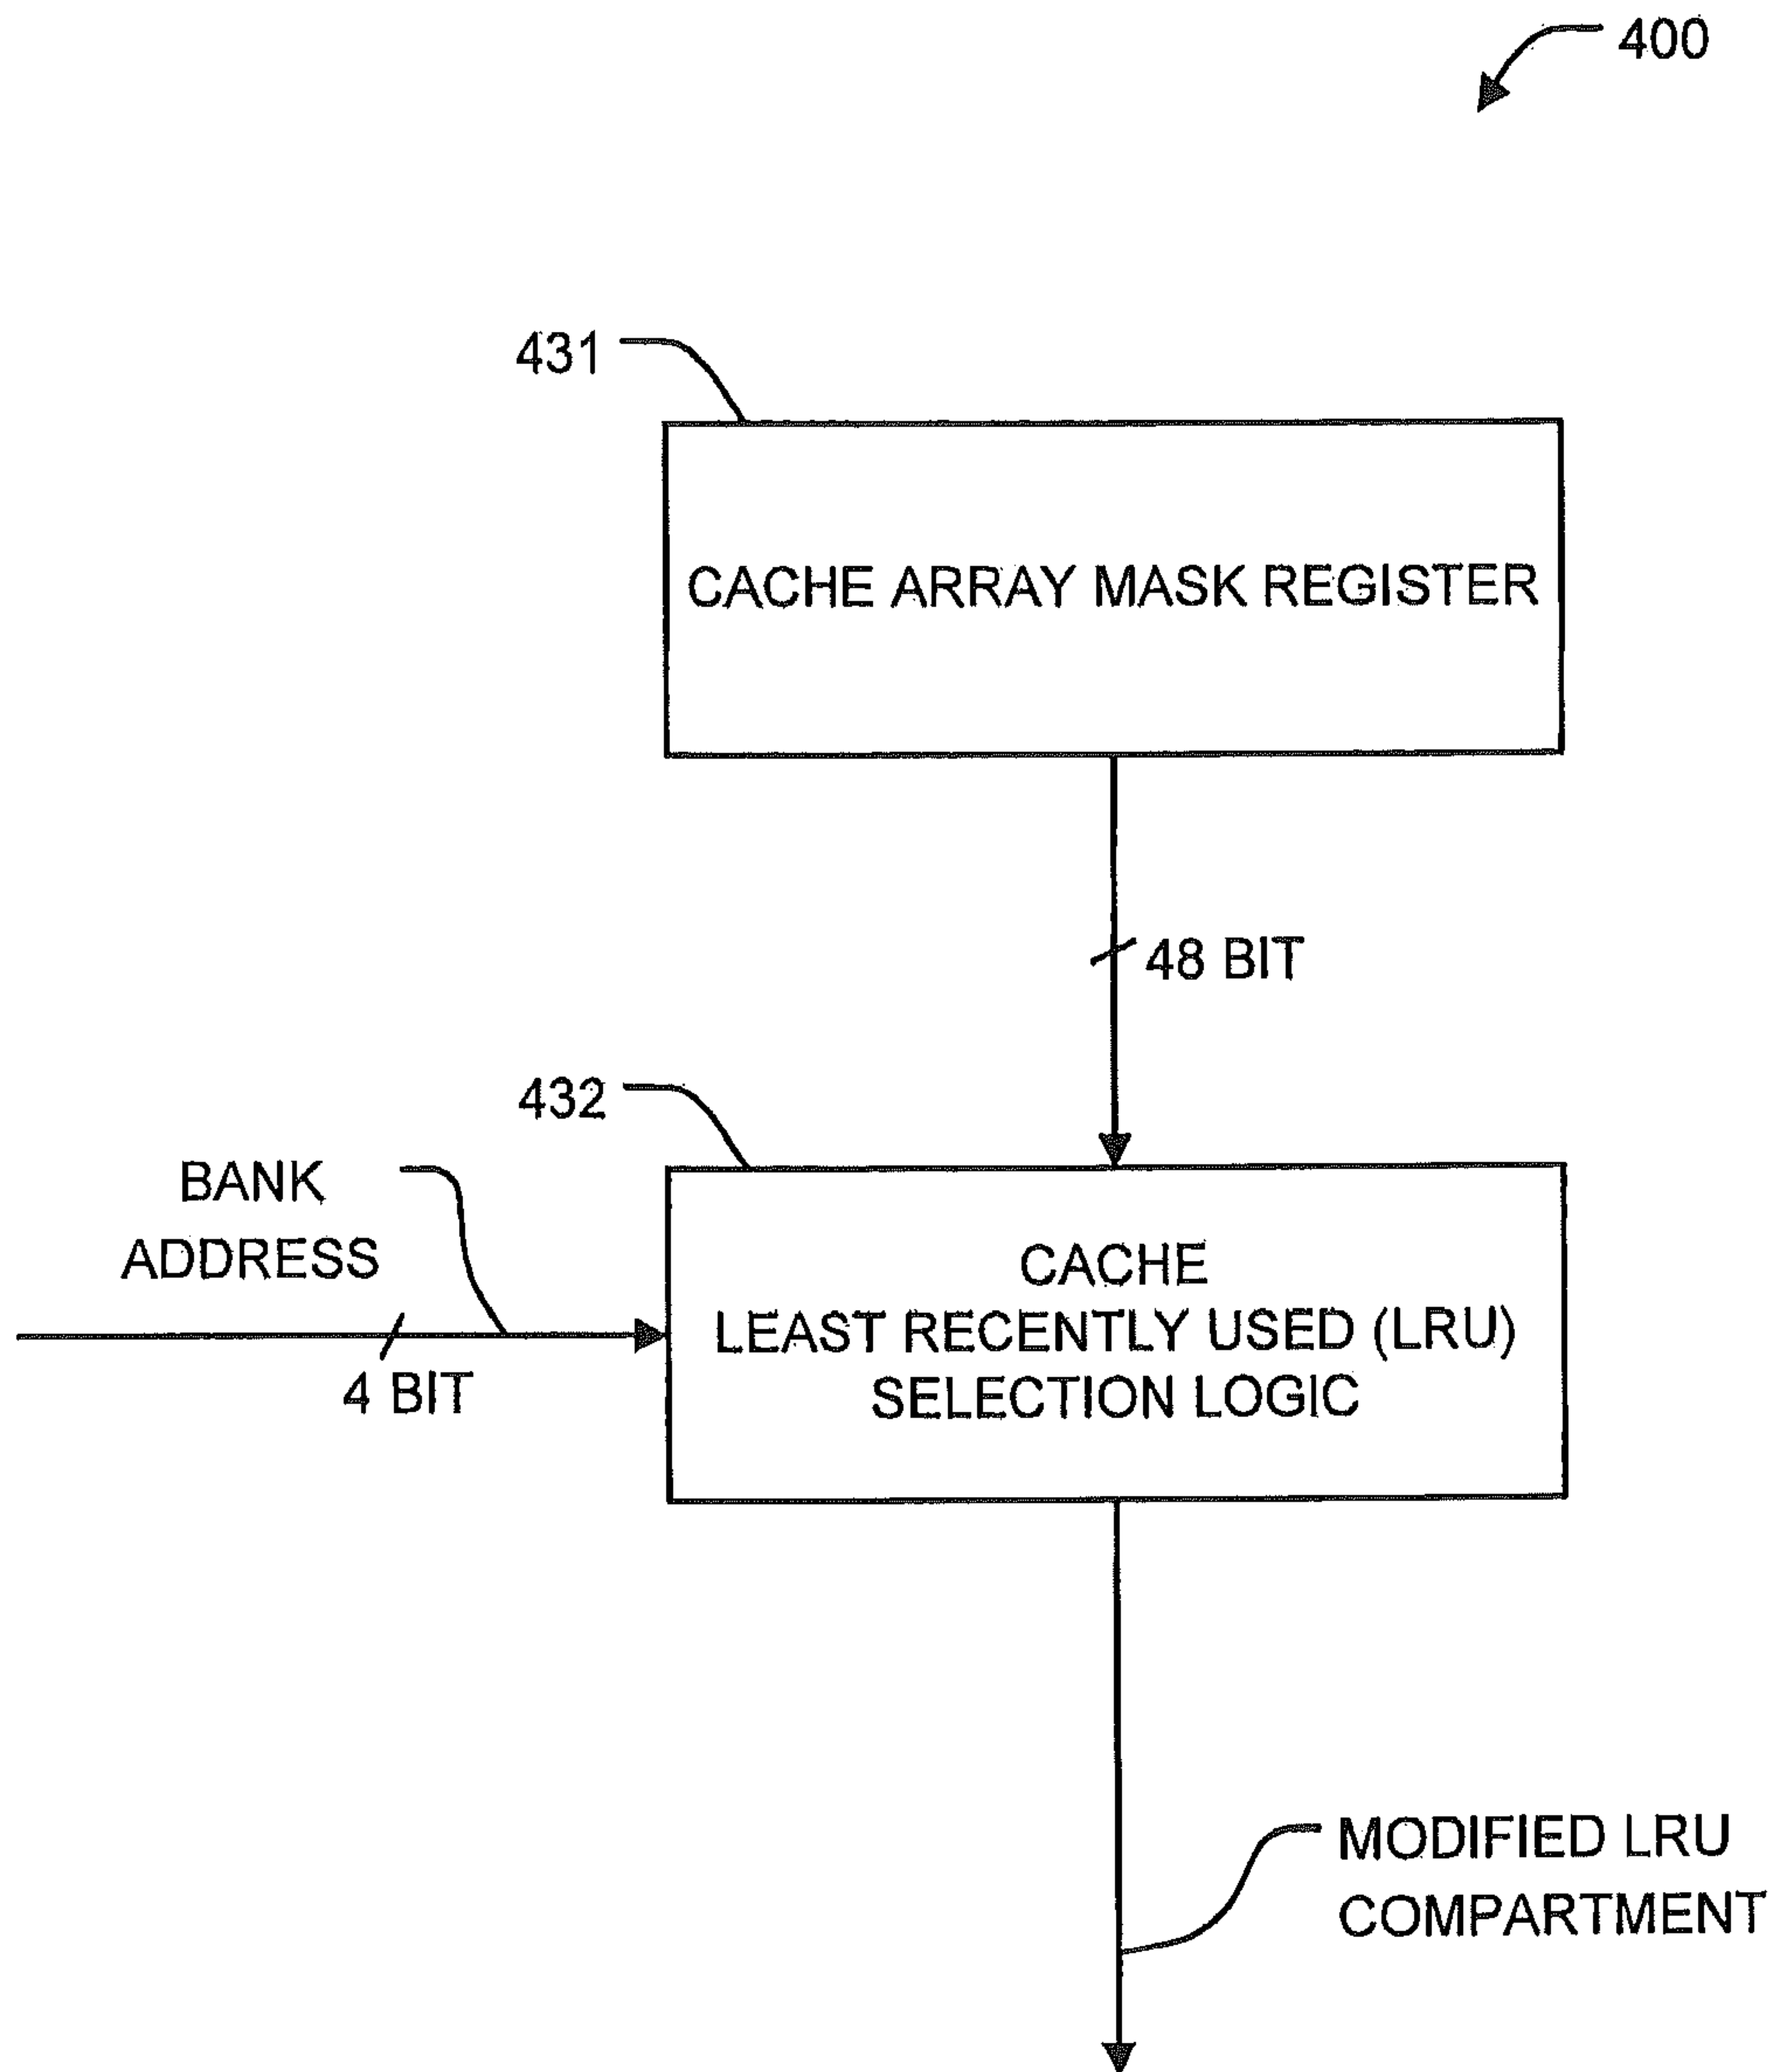 400
431
CACHE ARRAY MASK REGISTER
48 BIT
432
BANK
ADDRESS
4 BIT
CACHE
LEAST RECENTLY USED (LRU)
SELECTION LOGIC
MODIFIED LRU
COMPARTMENT